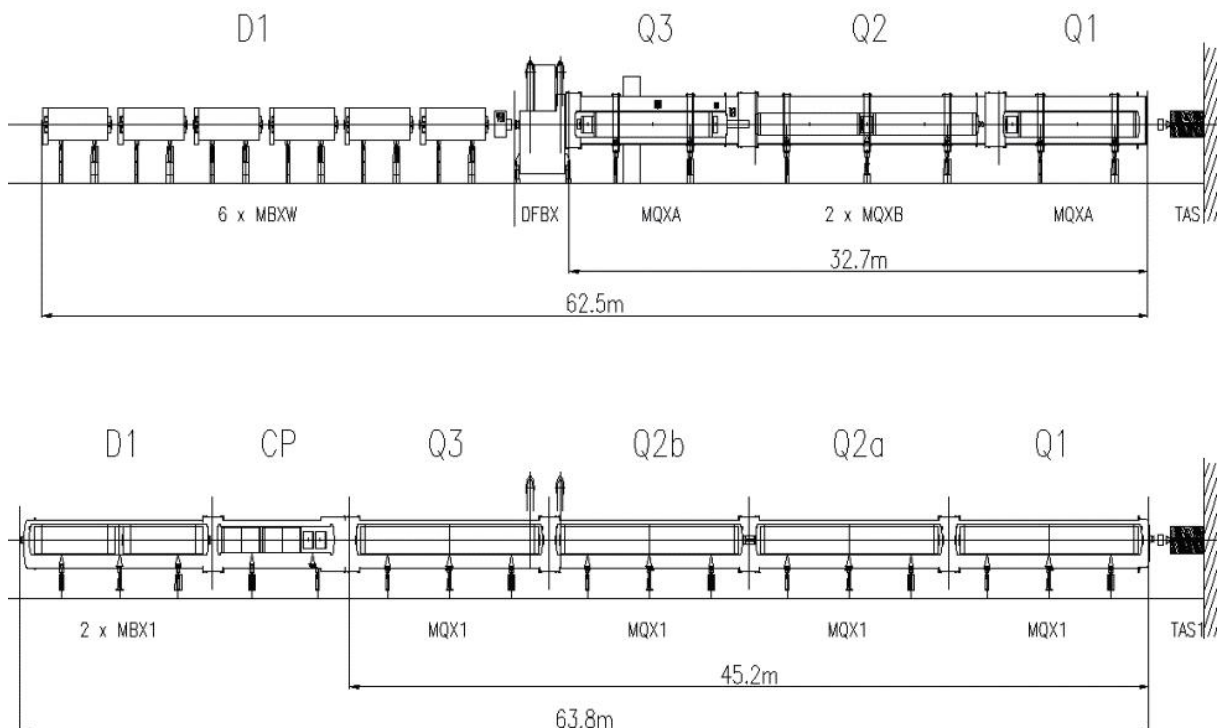 D1 Q3 Q2 Q1
6 x MBXW DFBX MQXA 2 x MQXB MQXA TAS
32.7m
62.5m
D1 CP Q3 Q2b Q2a Q1
2 x MBX1 MQX1 MQX1 MQX1 MQX1 TAS1
45.2m
63.8m